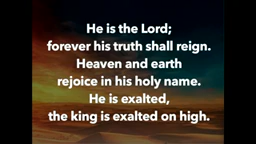 He is the Lord;
forever his truth shall reign.
Heaven and earth
rejoice in his holy name.
He is exalted,
the king is exalted on high.